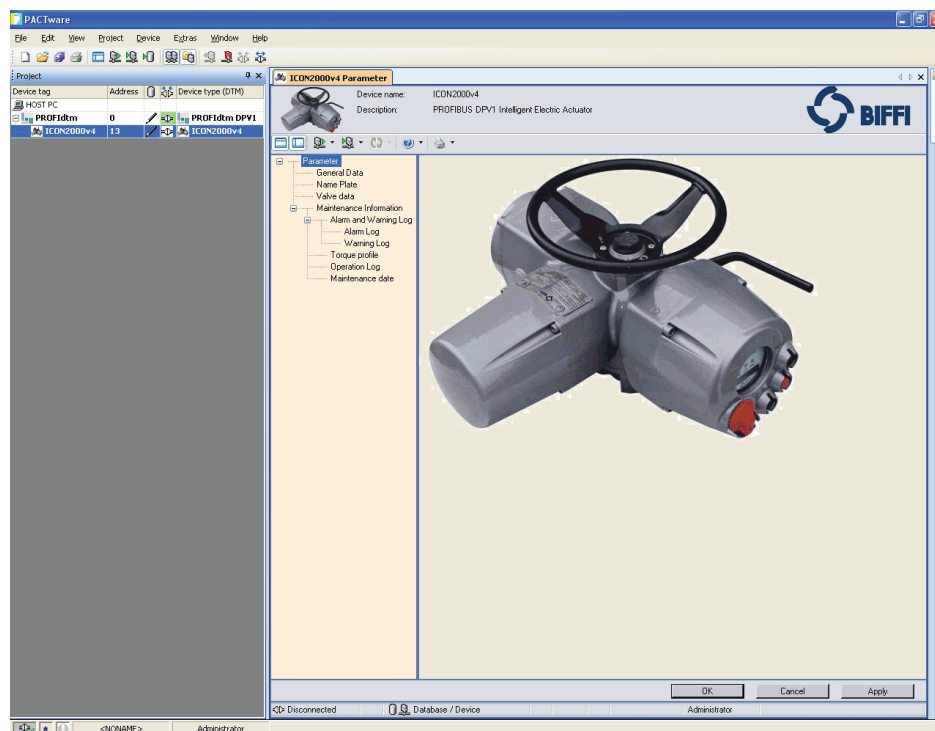 PACTware
File Edit View Project Device Extras Window Help
Project
ICON2000v4 Parameter
Device tag Address Device type (DTM)
HOST PC
PROFIdtm 0 PROFIdtm DPV1
ICON2000v4 13 ICON2000v4
Device name: ICON2000v4
Description: PROFIBUS DPV1 Intelligent Electric Actuator
BIFFI
Parameter
General Data
Name Plate
Valve data
Maintenance Information
Alarm and Warning Log
Alarm Log
Warning Log
Torque profile
Operation Log
Maintenance date
OK Cancel Apply
Disconnected Database / Device Administrator
<NONAME> Administrator